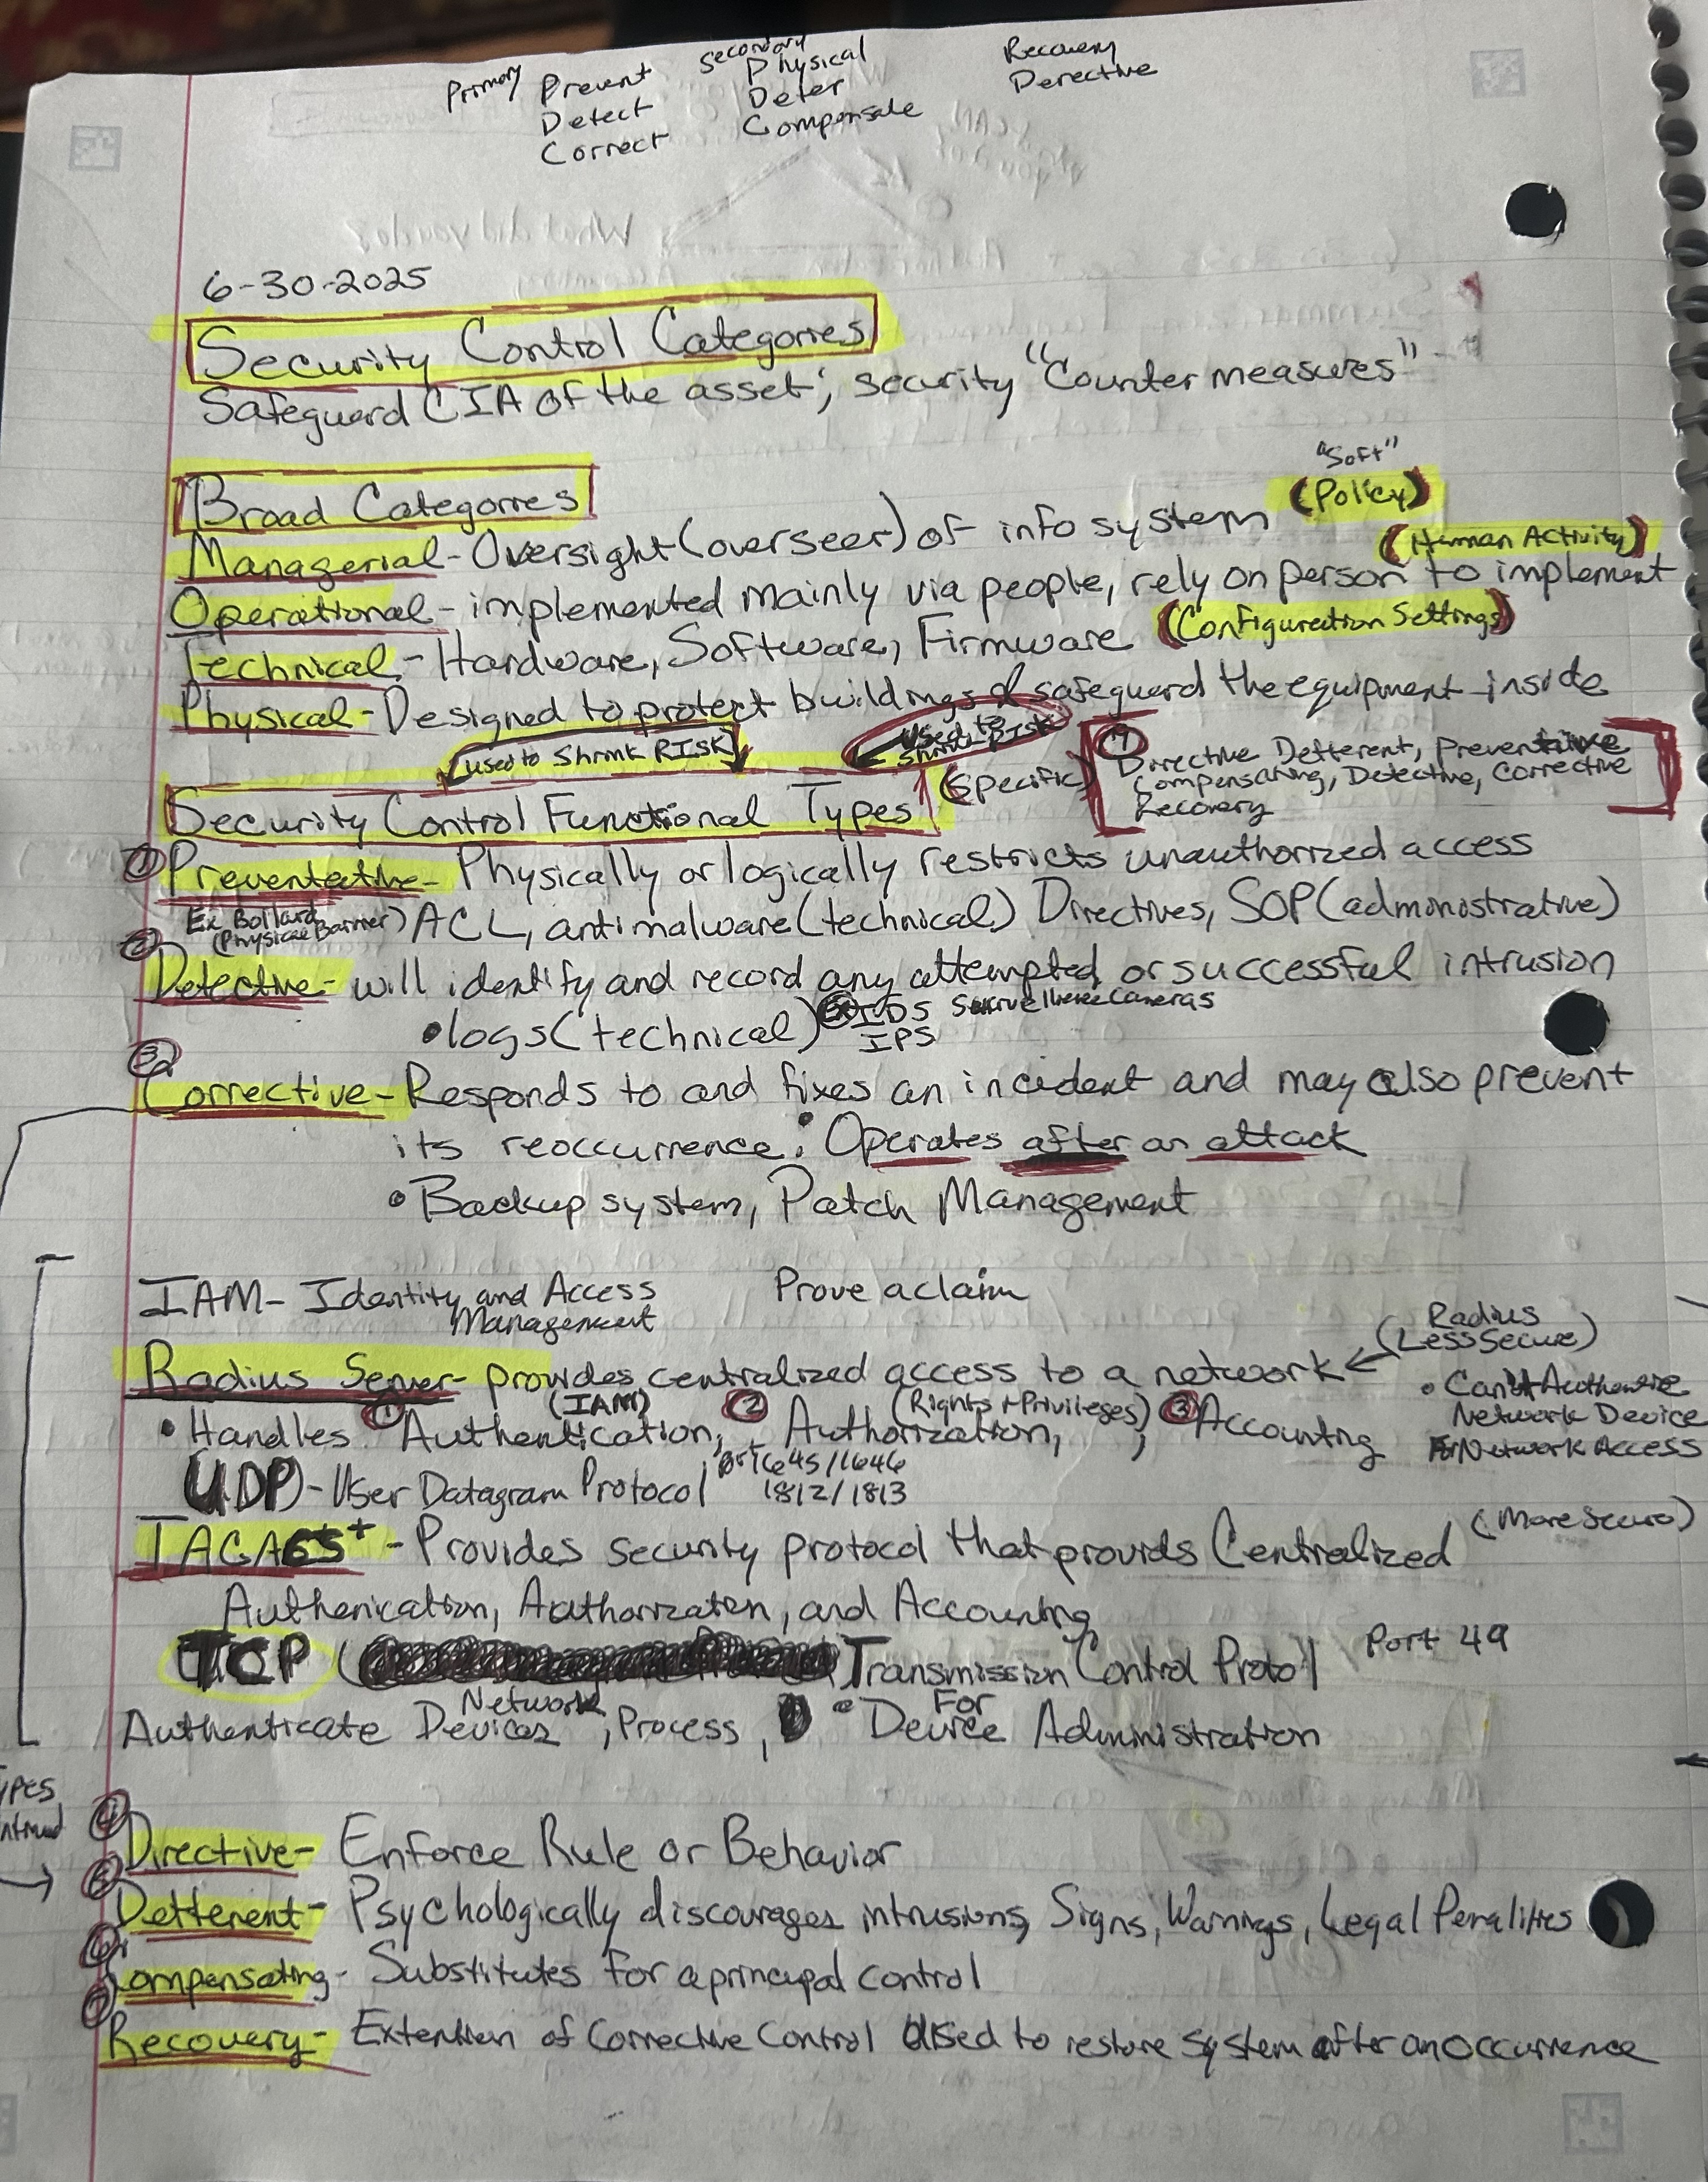 Primary Prevent Secondary Physical Recovery
Detect Deter Derective
Correct Compensate
What did you do?
6-30-2025
Security Control Categories
Safeguard CIA of the asset; security "Counter measures"
"Soft"
Broad Categories (Policy)
Managerial - Oversight (overseer) of info system
(Human Activity)
Operational - implemented mainly via people, rely on person to implement
Technical - Hardware, Software, Firmware (Configuration Settings)
Physical - Designed to protect buildings & safeguard the equipment inside
used to Shrink RISK used to Shrink RISK
Security Control Functional Types (Specific) 7 Directive Detterent, preventative
Compensating, Detective, Corrective
Recovery
1 Preventative - Physically or logically restricts unauthorized access
Ex Bollard (Physical Barrier) ACL, antimalware (technical) Directives, SOP (administrative)
2 Detective - will identify and record any attempted or successful intrusion
• logs (technical) Ex IDS Surveillence Cameras
IPS
3 Corrective - Responds to and fixes an incident and may also prevent
its reoccurrence: Operates after an attack
• Backup system, Patch Management
IAM - Identity and Access Management Prove a claim
Radius (Less Secure)
Radius Server - provides centralized access to a network
(IAM) (Rights + Privileges)
• Handles 1 Authentication, 2 Authorization, 3 Accounting
• Can't
Network Device
Network Access
UDP) - User Datagram Protocol Port 1645/1646
1812/1813
TACACS+ - Provides security protocol that provids Centralized (More Secure)
Authenication, Authorization, and Accounting
TCP ( Transmission Control Proto'l Port 49
Network For
Authenticate Devices, Process, • Device Administration
4 Directive - Enforce Rule or Behavior
5 Detterent - Psychologically discourages intrusions, Signs, Warnings, Legal Penalities
6 Compensating - Substitutes for a principal control
7 Recovery - Extention of Corrective Control Used to restore system after an occurrence